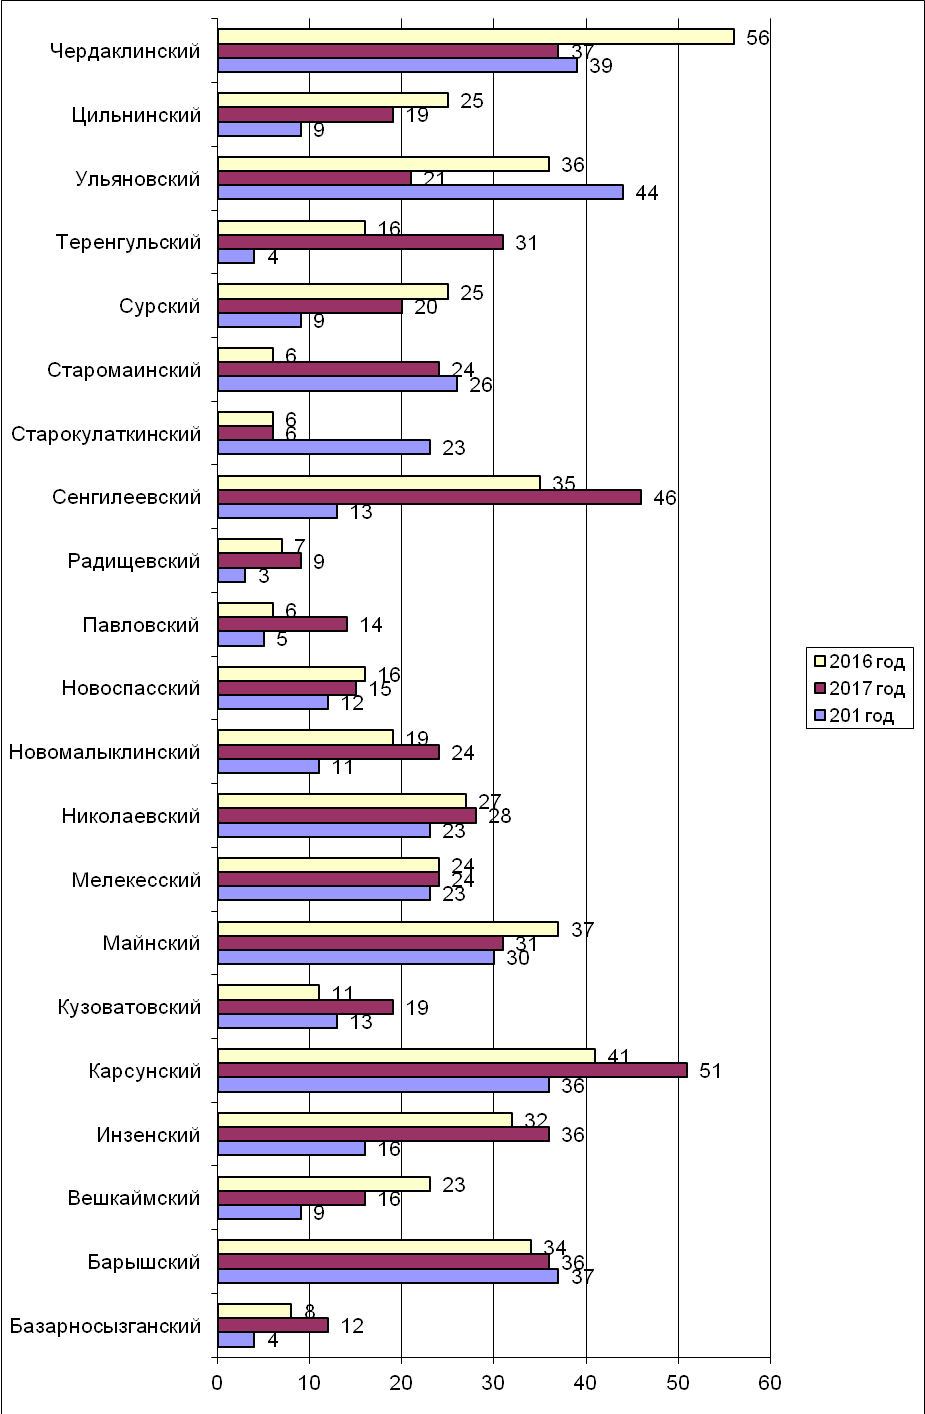 Чердаклинский 56
37
39
Цильнинский 25
19
9
Ульяновский 36
21
44
Теренгульский 16
31
4
Сурский 25
20
9
Старомаинский 6
24
26
Старокулаткинский 6
6
23
Сенгилеевский 35
46
13
Радищевский 7
9
3
Павловский 6
14
5
Новоспасский 16
15
12
Новомалыклинский 19
24
11
Николаевский 27
28
23
Мелекесский 24
24
23
Майнский 37
31
30
Кузоватовский 11
19
13
Карсунский 41
51
36
Инзенский 32
36
16
Вешкаймский 23
16
9
Барышский 34
36
37
Базарносызганский 8
12
4
0 10 20 30 40 50 60
2016 год
2017 год
201 год